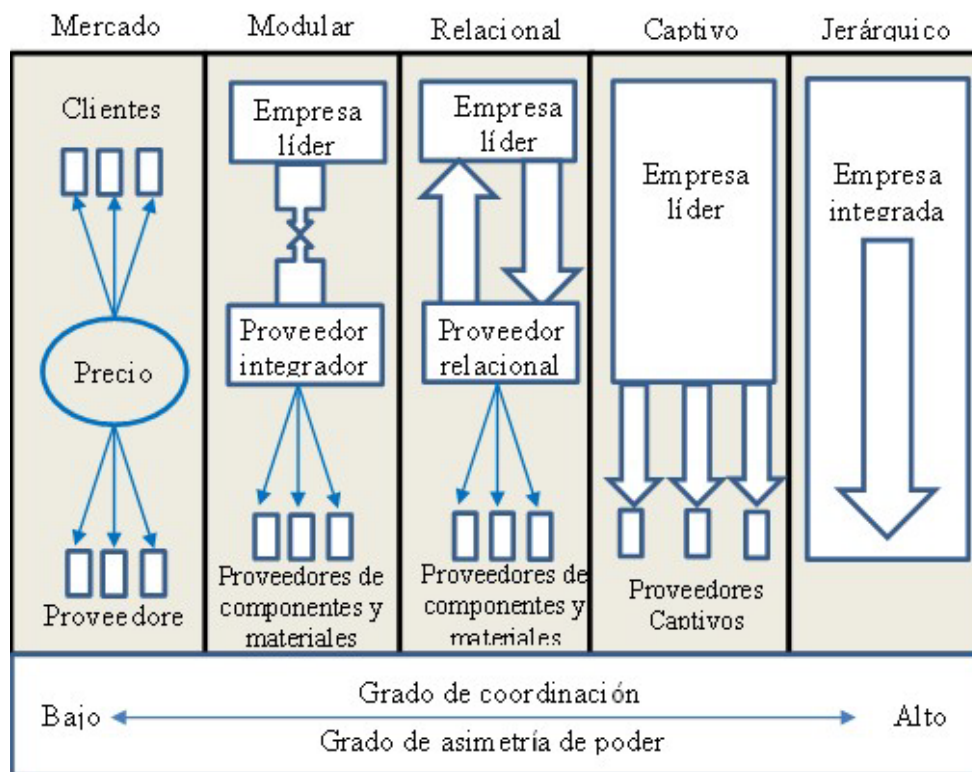 Mercado
Modular
Relacional
Captivo
Jerárquico
Clientes
Precio
Proveedore
Empresa
líder
Proveedor
integrador
Proveedores de
componentes y
materiales
Empresa
líder
Proveedor
relacional
Proveedores de
componentes y
materiales
Empresa
líder
Proveedores
Captivos
Empresa
integrada
Grado de coordinación
Bajo
Alto
Grado de asimetría de poder